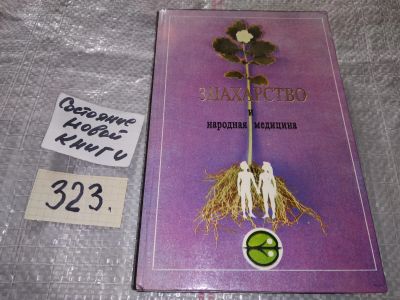 Состояние
новой
книги
323.
ЗНАХАРСТВО
и
народная медицина